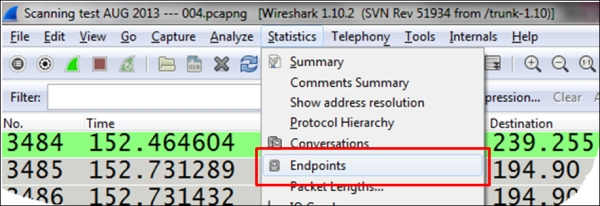 Scanning test AUG 2013 --- 004.pcapng [Wireshark 1.10.2 (SVN Rev 51934 from /trunk-1.10)]
File Edit View Go Capture Analyze Statistics Telephony Tools Internals Help
Summary
Comments Summary
Show address resolution
Protocol Hierarchy
Conversations
Endpoints
Packet Lengths...
Filter: pression... Clear
No. Time Destination
3484 152.464604 239.255
3485 152.731289 194.90
3486 152.731432 194.90